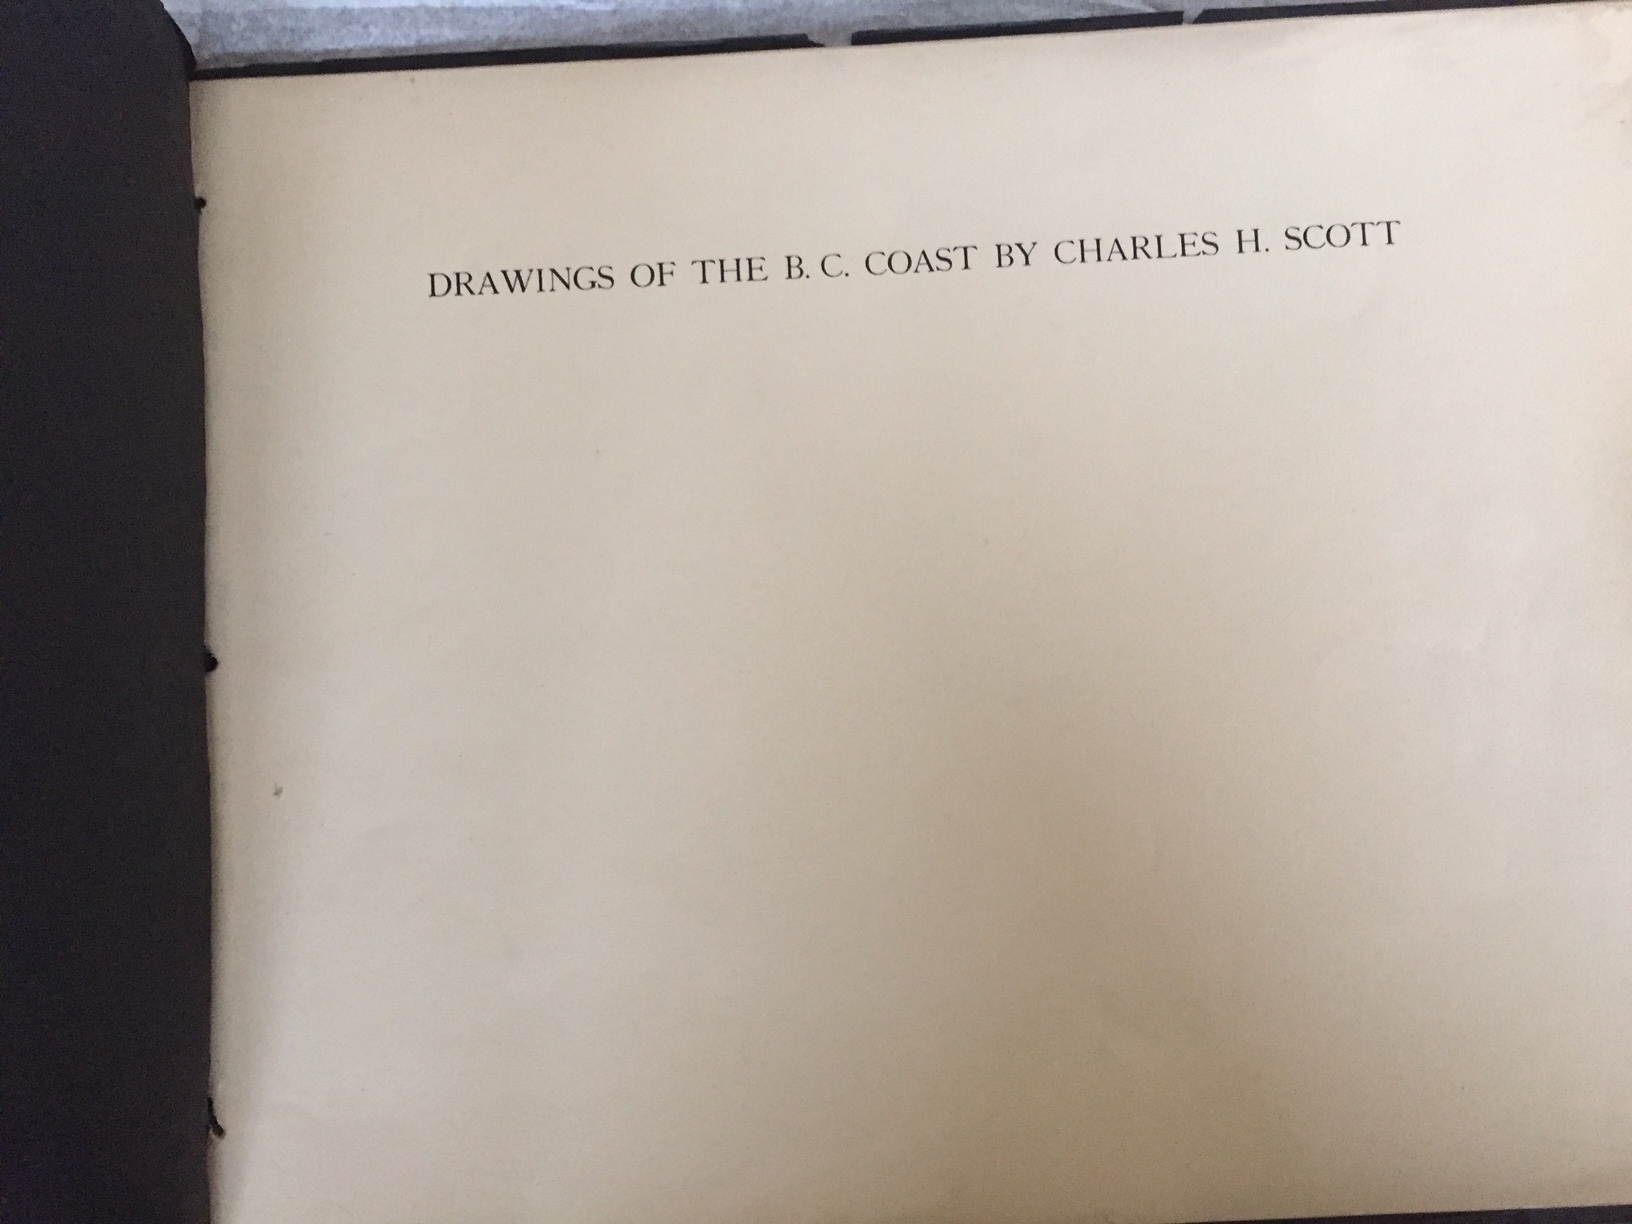 DRAWINGS OF THE B. C. COAST BY CHARLES H. SCOTT